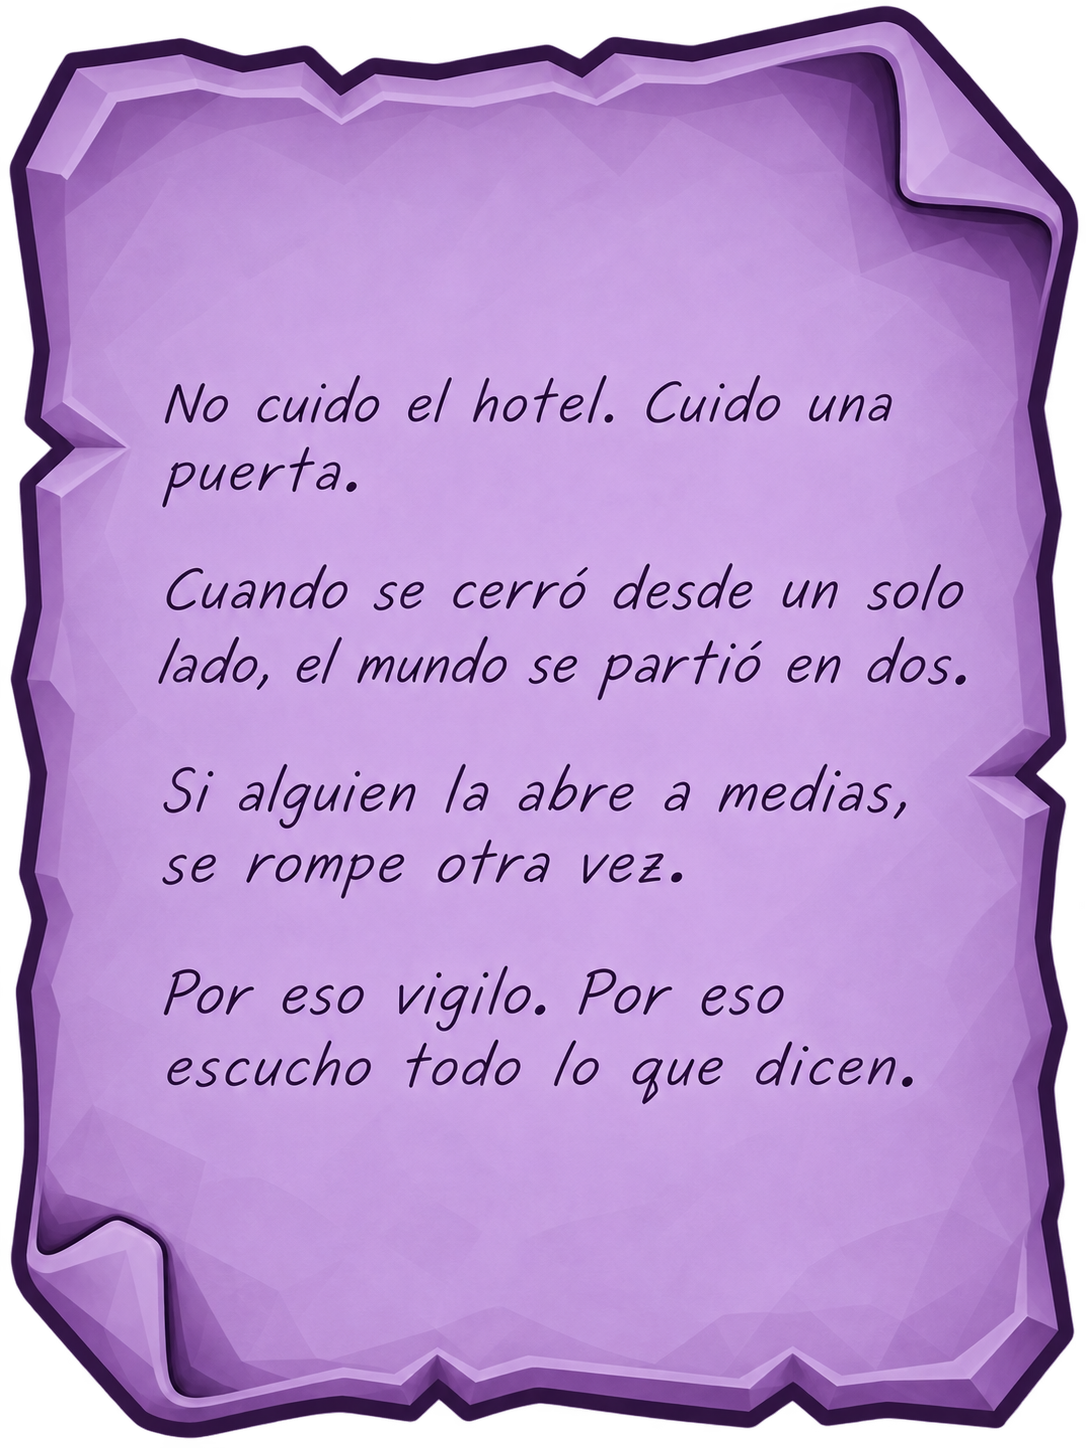 No cuido el hotel. Cuido una
puerta.
Cuando se cerró desde un solo
lado, el mundo se partió en dos.
Si alguien la abre a medias,
se rompe otra vez.
Por eso vigilo. Por eso
escucho todo lo que dicen.